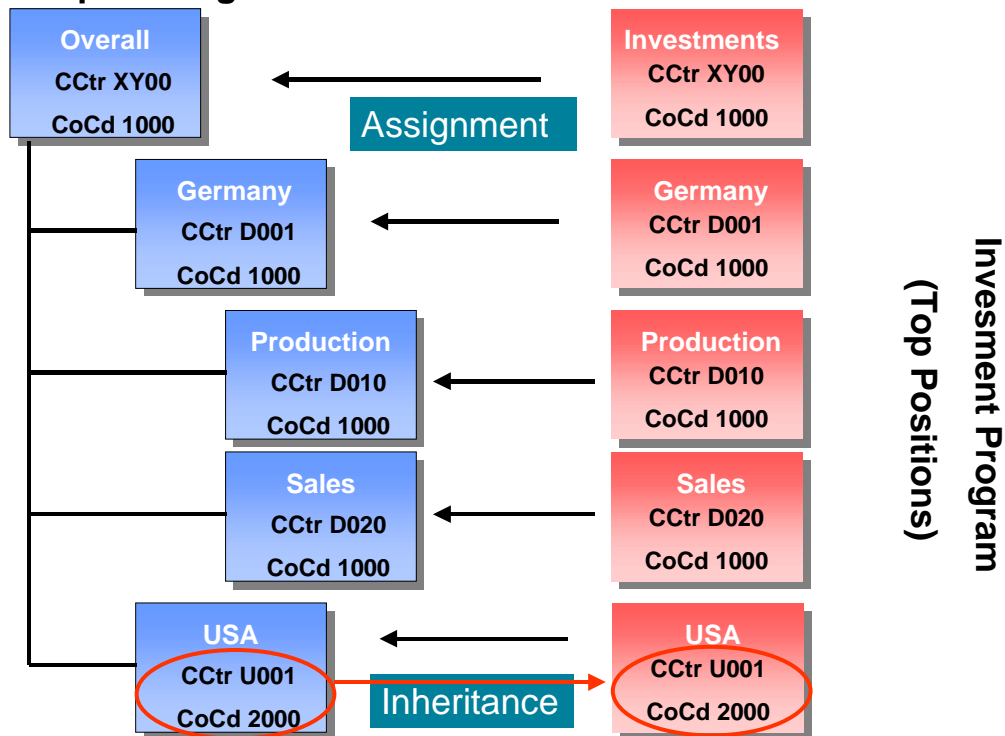 Overall
CCtr XY00
CoCd 1000
Investments
CCtr XY00
CoCd 1000
Assignment
Germany
CCtr D001
CoCd 1000
Germany
CCtr D001
CoCd 1000
Production
CCtr D010
CoCd 1000
Production
CCtr D010
CoCd 1000
Sales
CCtr D020
CoCd 1000
Sales
CCtr D020
CoCd 1000
USA
CCtr U001
CoCd 2000
USA
CCtr U001
CoCd 2000
Inheritance
Invesment Program
(Top Positions)